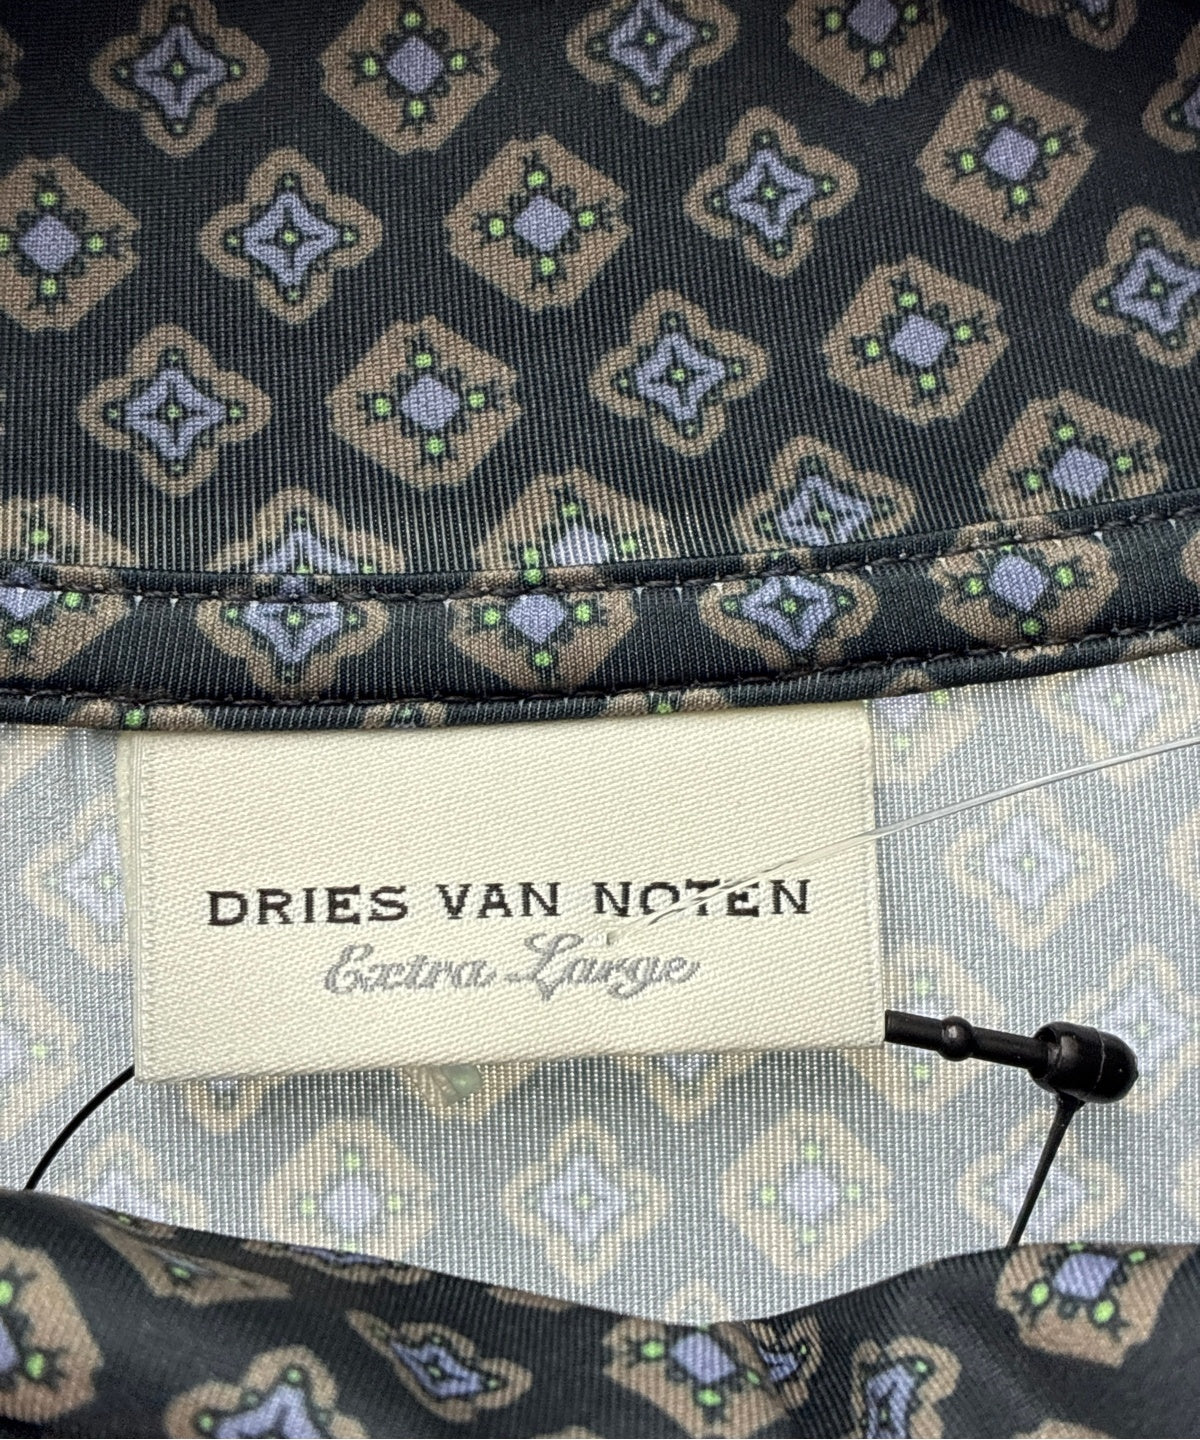 DRIES VAN NOTEN
Extra Large